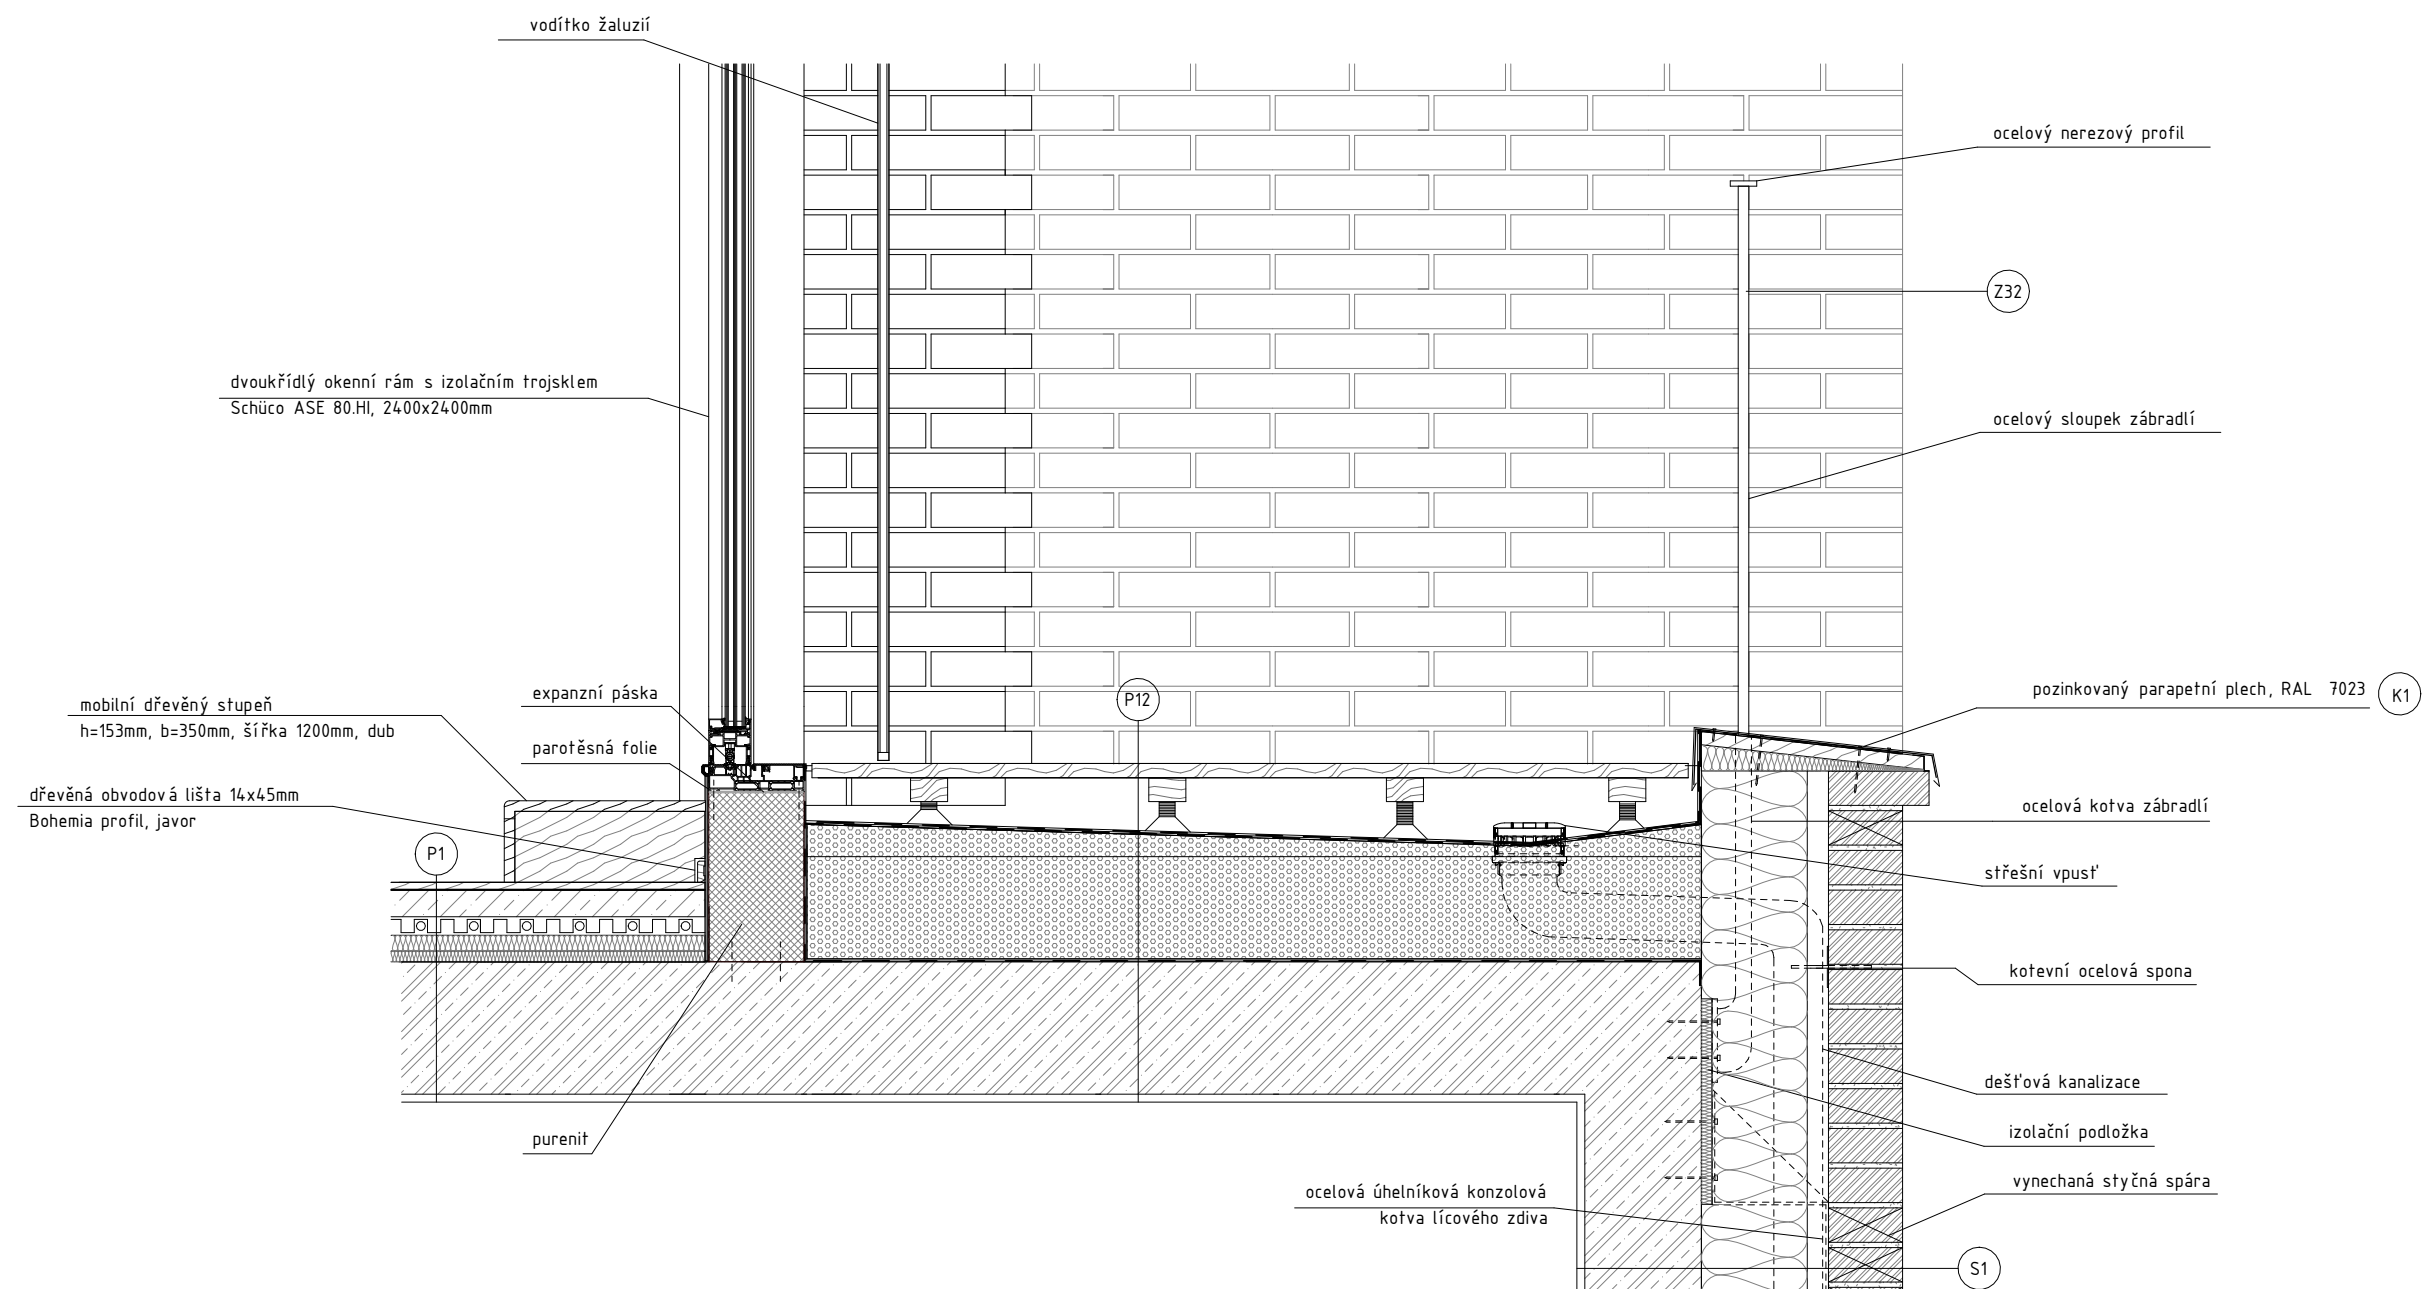 vodítko žaluzií
ocelový nerezový profil
Z32
dvoukřídlý okenní rám s izolačním trojsklem
Schüco ASE 80.HI, 2400x2400mm
ocelový sloupek zábradlí
mobilní dřevěný stupeň
h=153mm, b=350mm, šířka 1200mm, dub
expanzní páska
P12
pozinkovaný parapetní plech, RAL 7023
K1
parotěsná folie
dřevěná obvodová lišta 14x45mm
Bohemia profil, javor
ocelová kotva zábradlí
P1
střešní vpusť
kotevní ocelová spona
dešťová kanalizace
purenit
izolační podložka
vynechaná styčná spára
ocelová úhelníková konzolová
kotva lícového zdiva
S1